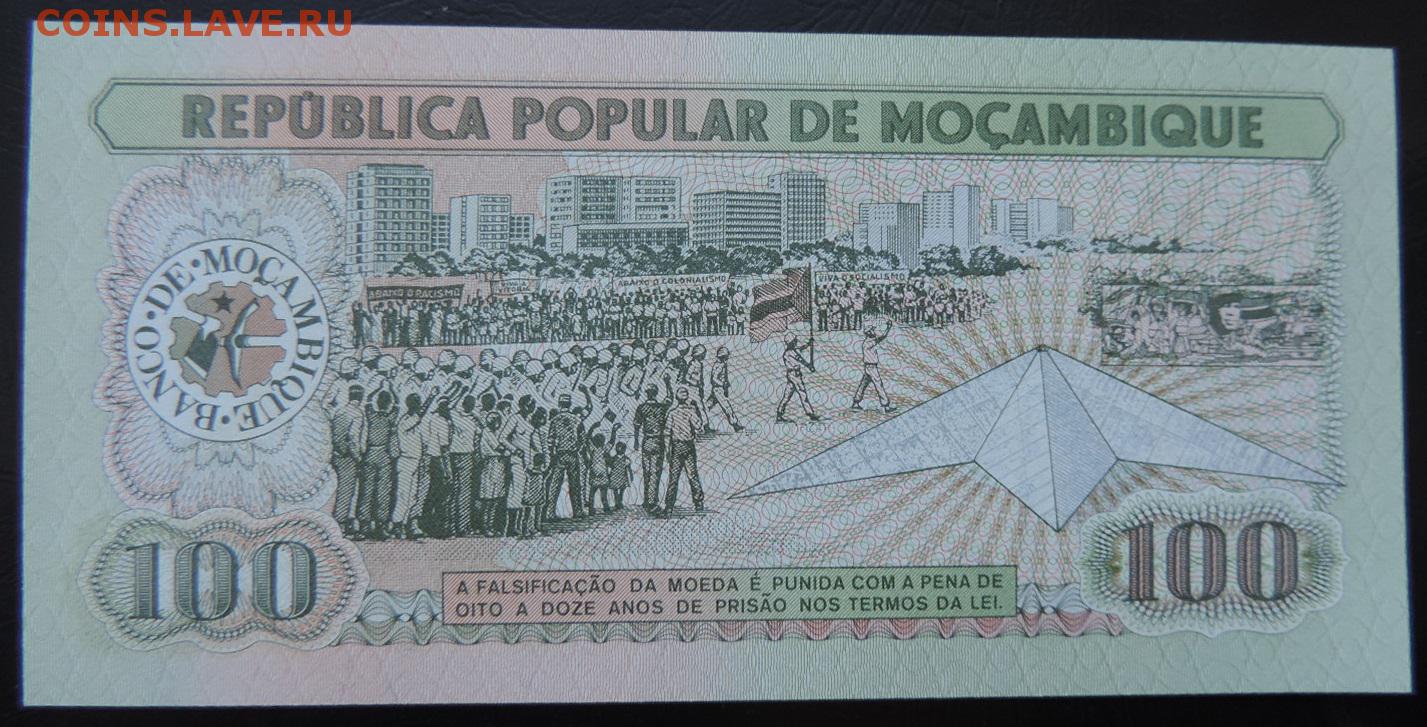 COINS.LAVE.RU
REPÚBLICA POPULAR DE MOÇAMBIQUE
BANCO·DE·MOÇAMBIQUE·
ABAIXO O RACISMO
ABAIXO O COLONIALISMO
VIVA O SOCIALISMO
100
A FALSIFICAÇÃO DA MOEDA É PUNIDA COM A PENA DE
OITO A DOZE ANOS DE PRISÃO NOS TERMOS DA LEI.
100